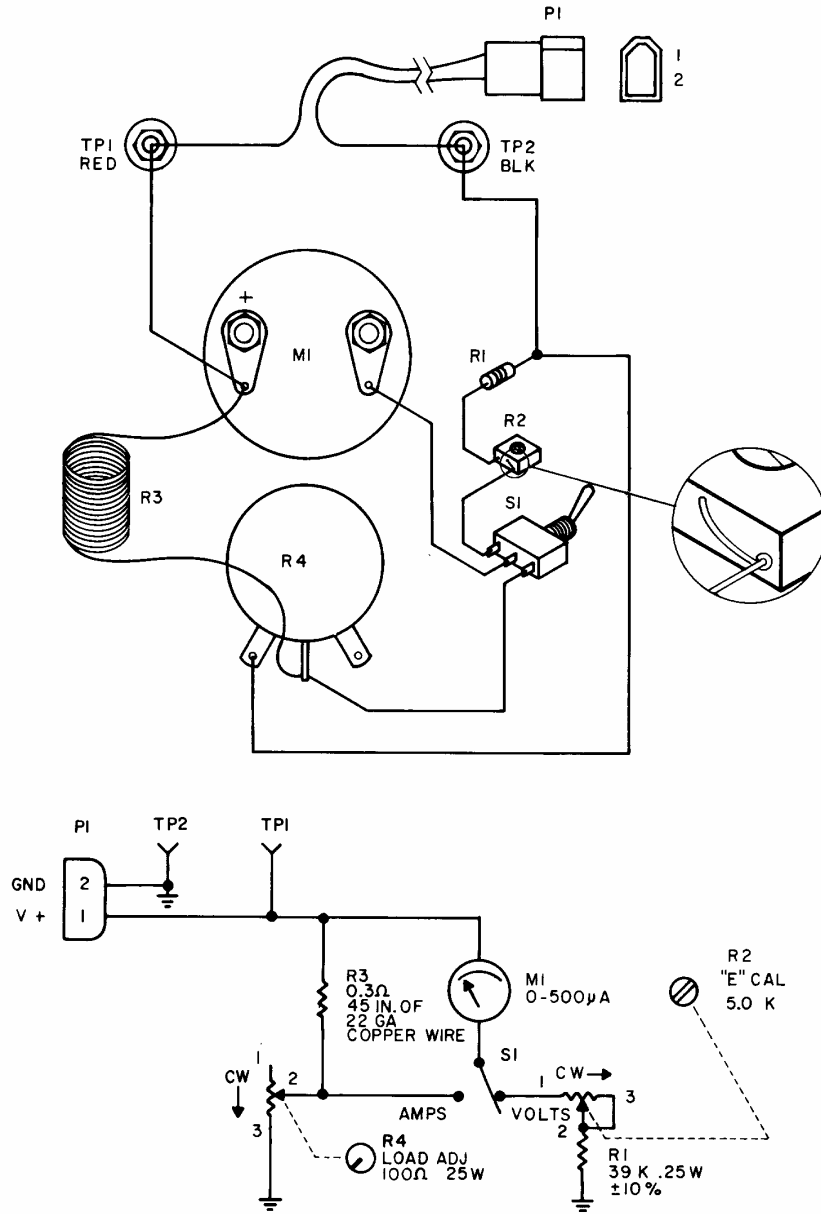 P1
1
2
TP1
RED
TP2
BLK
+
M1
R1
R2
R3
S1
R4
P1
TP2
TP1
GND
2
V +
1
R3
0.3Ω
45 IN. OF
22 GA
COPPER WIRE
M1
0-500µA
R2
"E" CAL
5.0 K
S1
1
CW
2
3
AMPS
VOLTS
1
CW
3
2
R4
LOAD ADJ
100Ω 25W
R1
39 K .25W
±10%